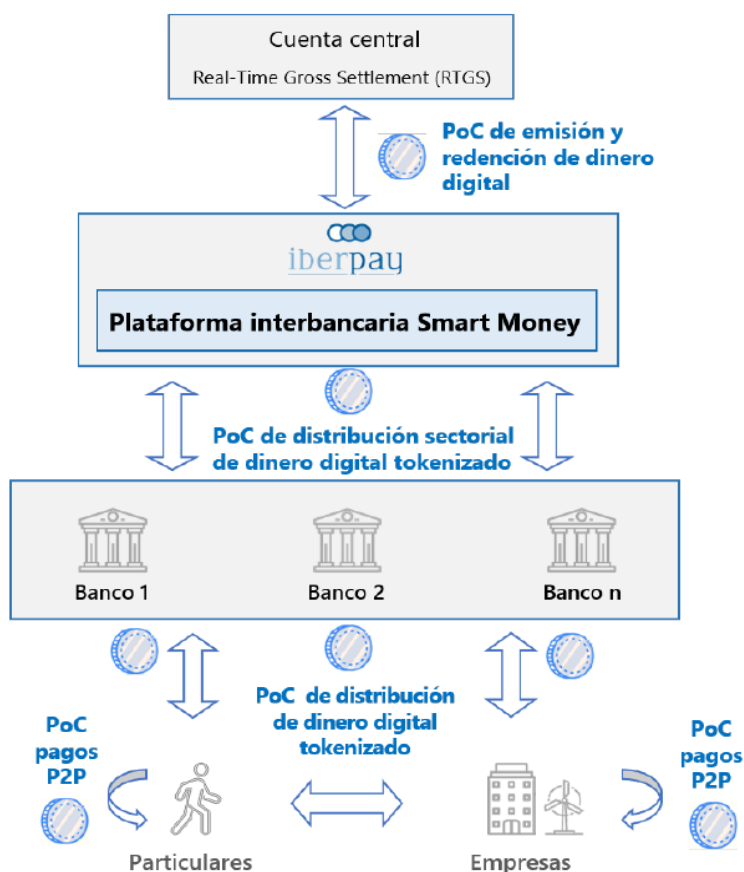 Cuenta central
Real-Time Gross Settlement (RTGS)
PoC de emisión y
redención de dinero
digital
iberpay
Plataforma interbancaria Smart Money
PoC de distribución sectorial
de dinero digital tokenizado
Banco 1
Banco 2
Banco n
PoC de distribución
de dinero digital
tokenizado
PoC
pagos
P2P
PoC
pagos
P2P
Particulares
Empresas